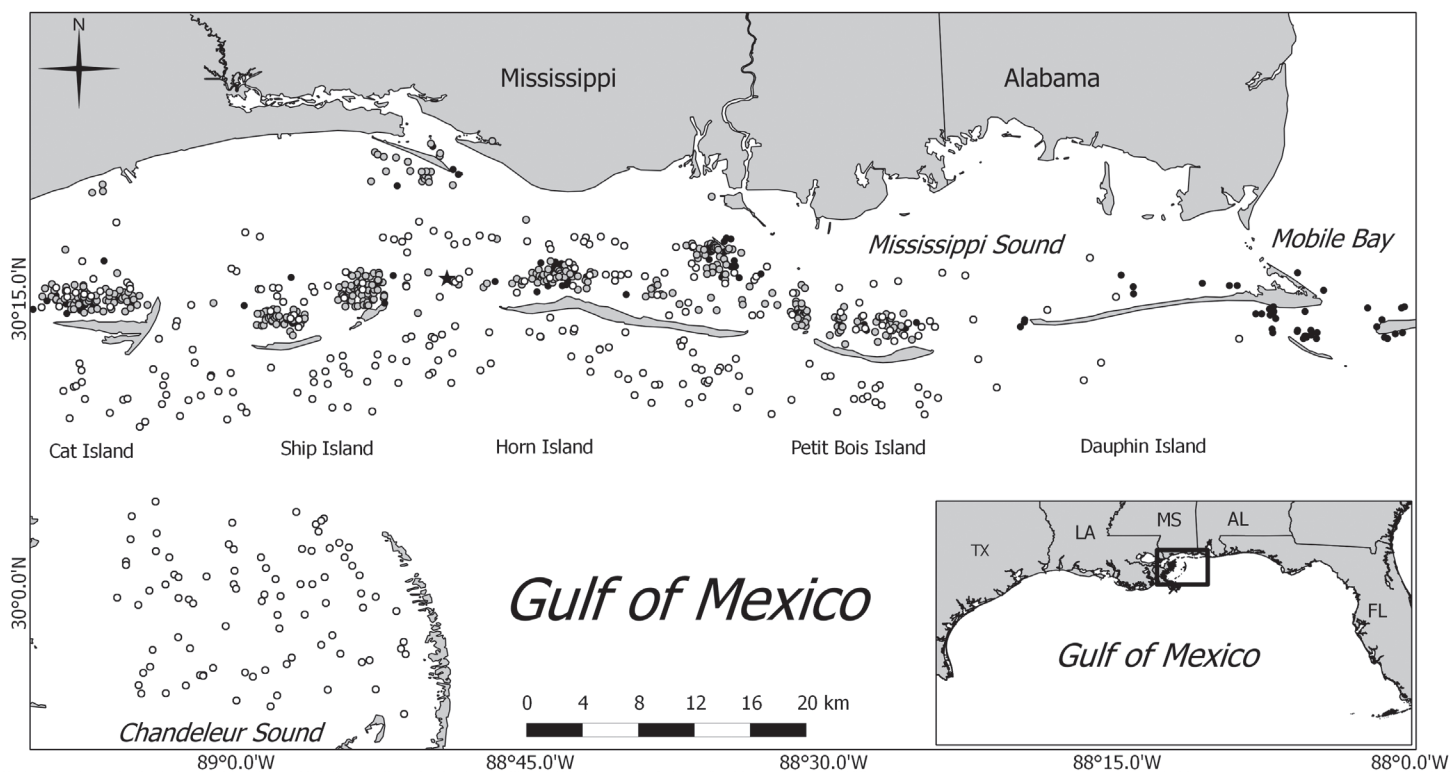 N
Mississippi
Alabama
Mississippi Sound
Mobile Bay
30°15.0'N
Cat Island
Ship Island
Horn Island
Petit Bois Island
Dauphin Island
30°0.0'N
Gulf of Mexico
TX
LA
MS
AL
FL
Gulf of Mexico
0 4 8 12 16 20 km
Chandeleur Sound
89°0.0'W 88°45.0'W 88°30.0'W 88°15.0'W 88°0.0'W